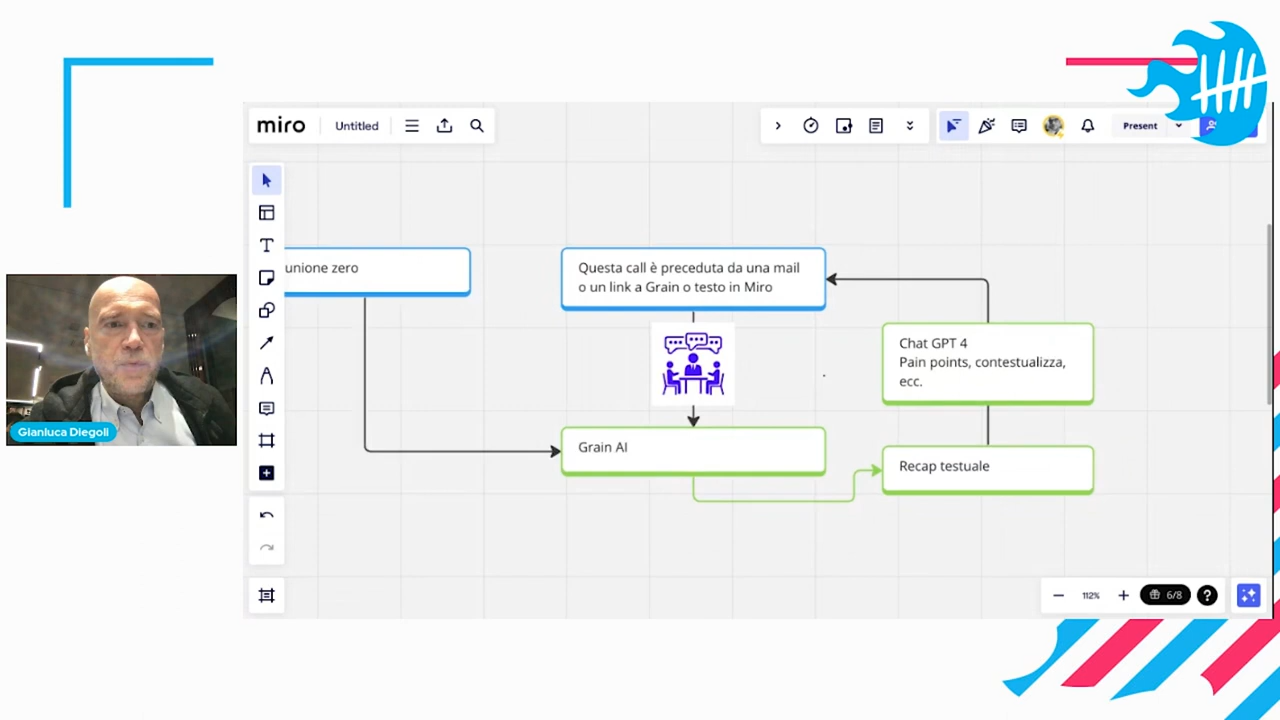 miro
Untitled
Present
unione zero
Questa call è preceduta da una mail
o un link a Grain o testo in Miro
Chat GPT 4
Pain points, contestualizza,
ecc.
Grain AI
Recap testuale
Gianluca Diegoli
112%
6/8